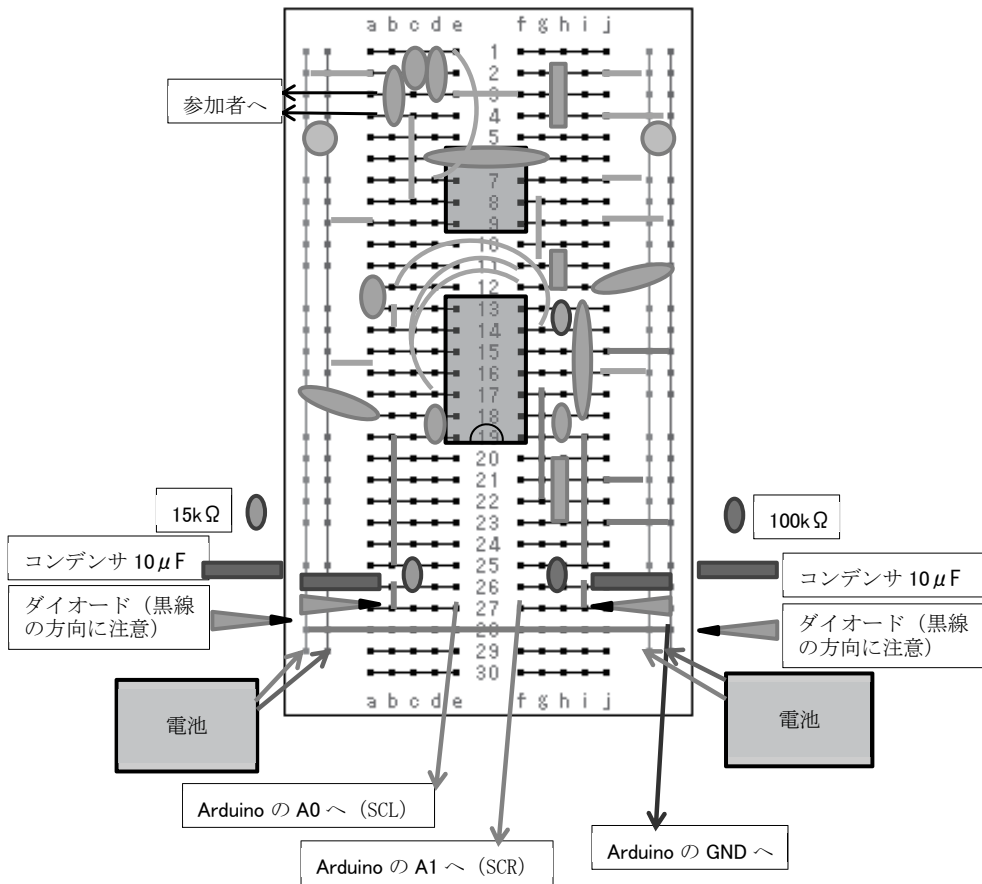 a b c d e f g h i j
1
2
3
4
5
7
8
9
10
11
12
13
14
15
16
17
18
19
20
21
22
23
24
25
26
27
28
29
30
a b c d e f g h i j
参加者へ
15kΩ
コンデンサ 10μF
ダイオード（黒線
の方向に注意）
電池
100kΩ
コンデンサ 10μF
ダイオード（黒線
の方向に注意）
電池
Arduino の A0 へ（SCL）
Arduino の A1 へ（SCR）
Arduino の GND へ